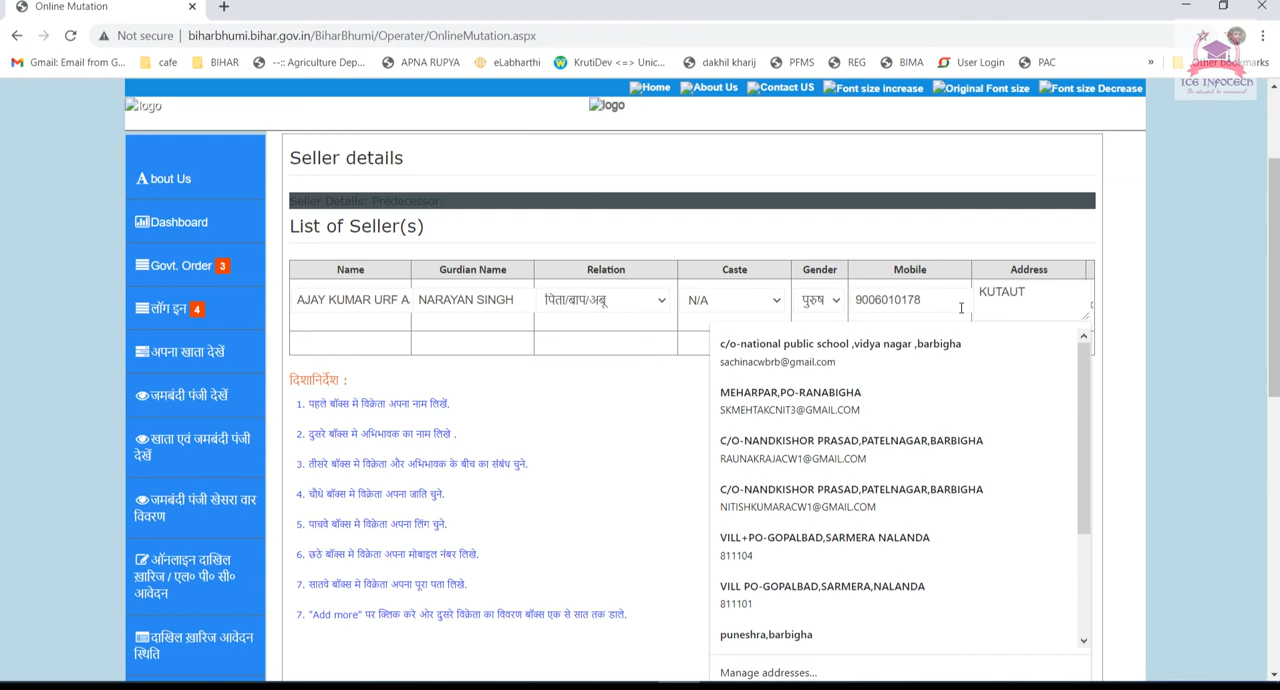 Online Mutation
Not secure | biharbhumi.bihar.gov.in/BiharBhumi/Operater/OnlineMutation.aspx
Gmail: Email from G... cafe BIHAR --:: Agriculture Dep... APNA RUPYA eLabharthi KrutiDev <=> Unic... dakhil kharij PFMS REG BIMA User Login PAC » Other bookmarks
ICE INFOTECH
Home About Us Contact US Font size increase Original Font size Font size Decrease
logo logo
About Us
Dashboard
Govt. Order 3
लॉग इन 4
अपना खाता देखें
जमबंदी पंजी देखें
खाता एवं जमबंदी पंजी
देखें
जमबंदी पंजी खेसरा वार
विवरण
ऑनलाइन दाखिल
ख़ारिज / एल० पी० सी०
आवेदन
दाखिल ख़ारिज आवेदन
स्थिति
Seller details
Seller Details: Predecessor:
List of Seller(s)
Name Gurdian Name Relation Caste Gender Mobile Address
AJAY KUMAR URF A NARAYAN SINGH पिता/बाप/अबू N/A पुरुष 9006010178 KUTAUT
दिशानिर्देश :
1. पहले बॉक्स मे विक्रेता अपना नाम लिखें.
2. दुसरे बॉक्स मे अभिभावक का नाम लिखे .
3. तीसरे बॉक्स मे विक्रेता और अभिभावक के बीच का संबंध चुने.
4. चौथे बॉक्स मे विक्रेता अपना जाति चुने.
5. पाचवे बॉक्स मे विक्रेता अपना लिंग चुने.
6. छठे बॉक्स मे विक्रेता अपना मोबाइल नंबर लिखे.
7. सातवे बॉक्स मे विक्रेता अपना पूरा पता लिखे.
7. "Add more" पर क्लिक करे ओर दुसरे विक्रेता का विवरण बॉक्स एक से सात तक डाले.
c/o-national public school ,vidya nagar ,barbigha
sachinacwbrb@gmail.com
MEHARPAR,PO-RANABIGHA
SKMEHTAKCNIT3@GMAIL.COM
C/O-NANDKISHOR PRASAD,PATELNAGAR,BARBIGHA
RAUNAKRAJACW1@GMAIL.COM
C/O-NANDKISHOR PRASAD,PATELNAGAR,BARBIGHA
NITISHKUMARACW1@GMAIL.COM
VILL+PO-GOPALBAD,SARMERA NALANDA
811104
VILL PO-GOPALBAD,SARMERA,NALANDA
811101
puneshra,barbigha
Manage addresses...